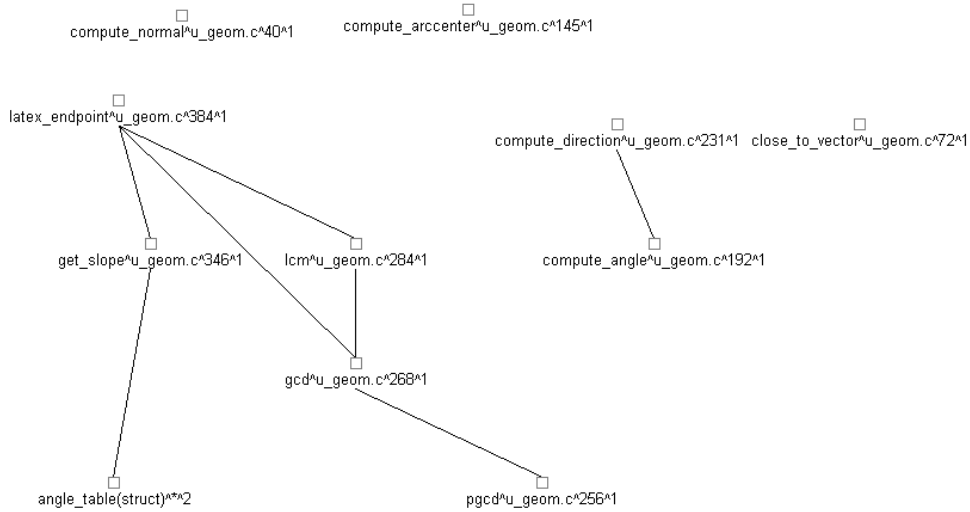 compute_normal^u_geom.c^40^1
compute_arccenter^u_geom.c^145^1
latex_endpoint^u_geom.c^384^1
compute_direction^u_geom.c^231^1
close_to_vector^u_geom.c^72^1
get_slope^u_geom.c^346^1
lcm^u_geom.c^284^1
compute_angle^u_geom.c^192^1
gcd^u_geom.c^268^1
angle_table(struct)^*^2
pgcd^u_geom.c^256^1